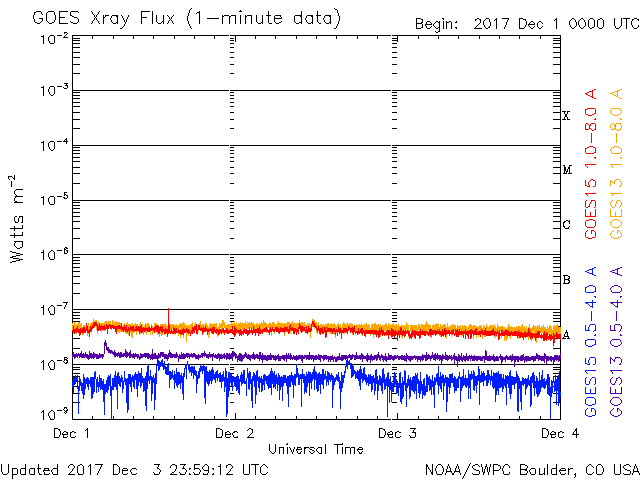 GOES Xray Flux (1-minute data)
Begin: 2017 Dec 1 0000 UTC
10⁻²
10⁻³
10⁻⁴
10⁻⁵
10⁻⁶
10⁻⁷
10⁻⁸
10⁻⁹
Watts m⁻²
X
M
C
B
A
GOES15 1.0-8.0 A
GOES13 1.0-8.0 A
GOES15 0.5-4.0 A
GOES13 0.5-4.0 A
Dec 1 Dec 2 Dec 3 Dec 4
Universal Time
Updated 2017 Dec 3 23:59:12 UTC
NOAA/SWPC Boulder, CO USA